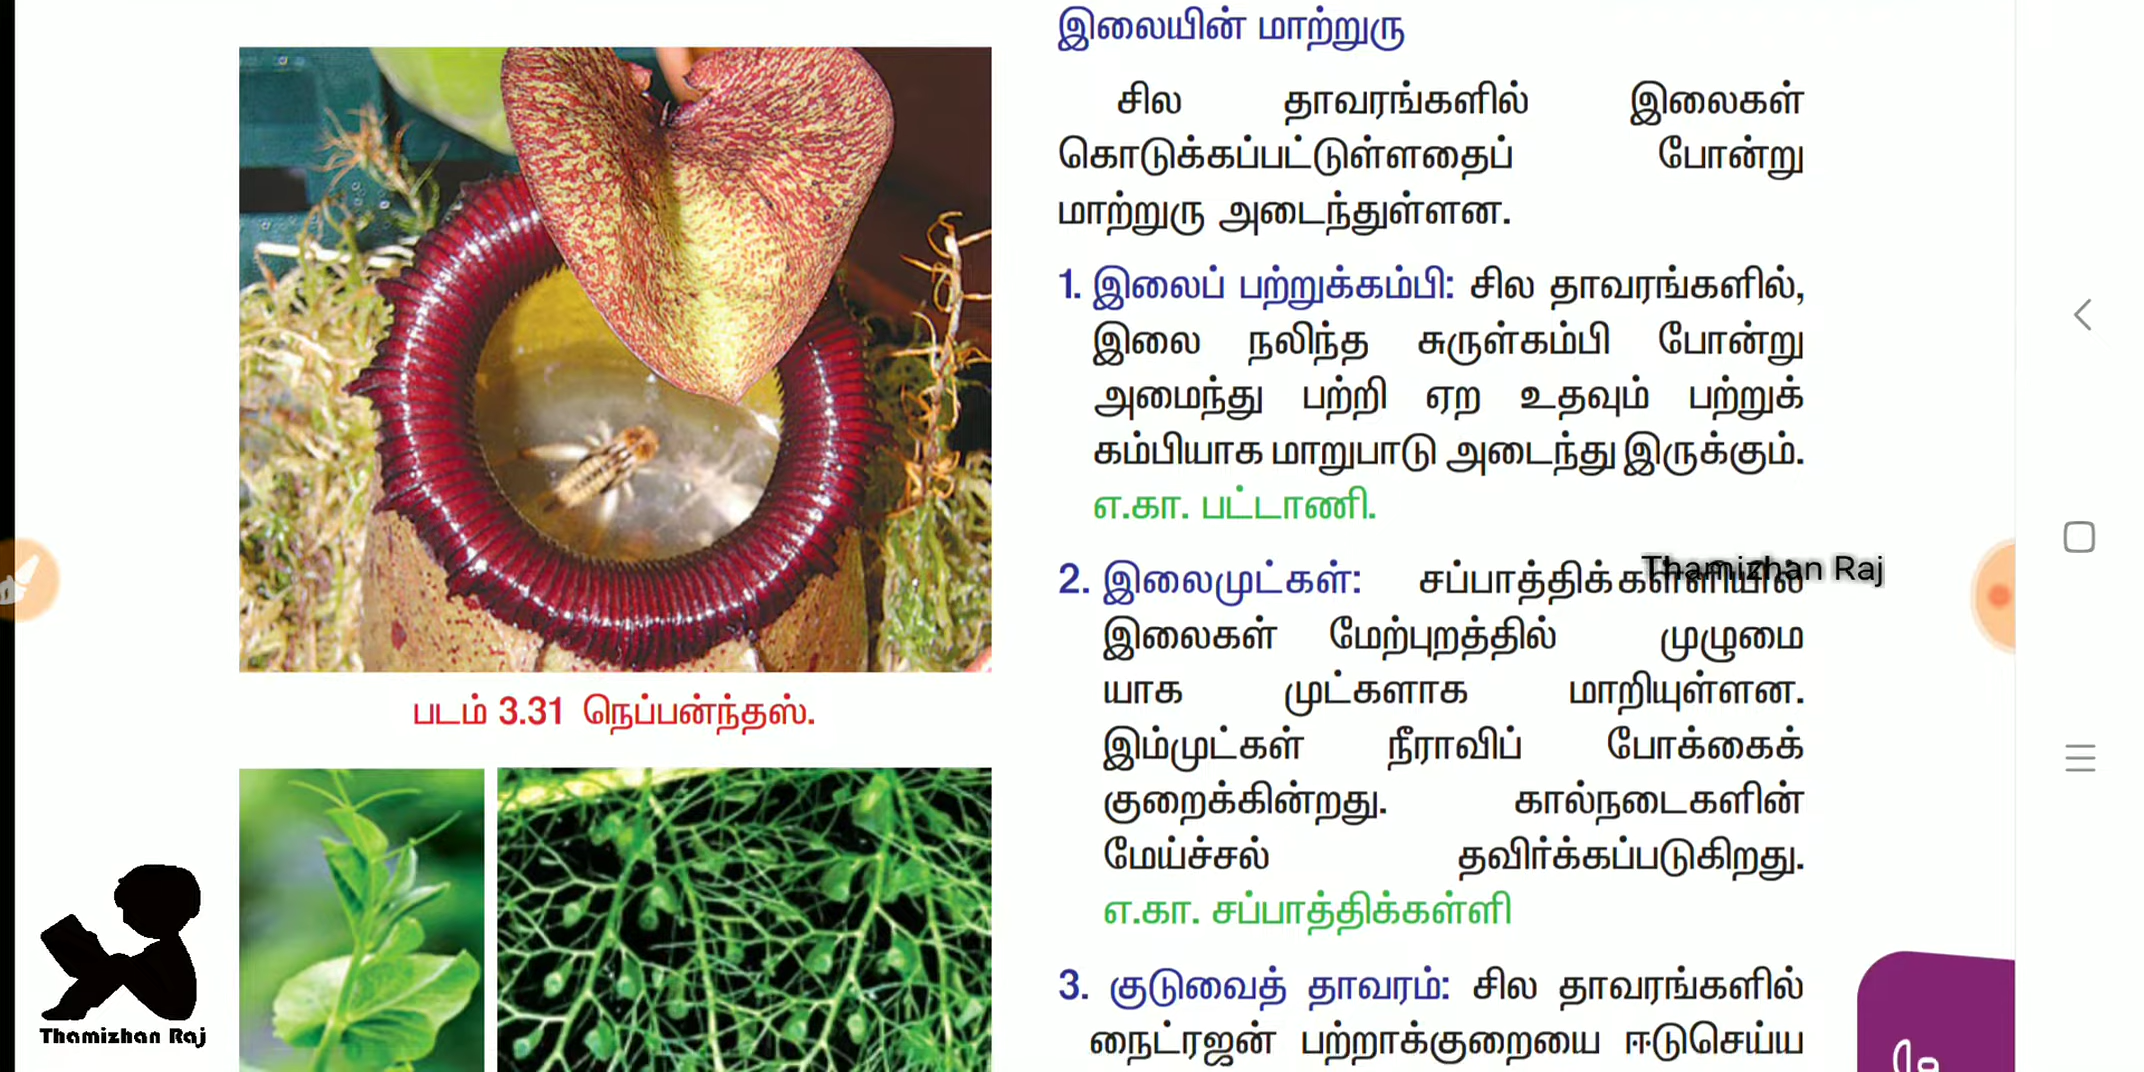 இலையின் மாற்றுரு
சில தாவரங்களில் இலைகள்
கொடுக்கப்பட்டுள்ளதைப் போன்று
மாற்றுரு அடைந்துள்ளன.
1. இலைப் பற்றுக்கம்பி: சில தாவரங்களில்,
இலை நலிந்த சுருள்கம்பி போன்று
அமைந்து பற்றி ஏற உதவும் பற்றுக்
கம்பியாக மாறுபாடு அடைந்து இருக்கும்.
எ.கா. பட்டாணி.
2. இலைமுட்கள்: சப்பாத்திக்கள்ளியில்
Thamizhan Raj
இலைகள் மேற்புறத்தில் முழுமை
யாக முட்களாக மாறியுள்ளன.
இம்முட்கள் நீராவிப் போக்கைக்
குறைக்கின்றது. கால்நடைகளின்
மேய்ச்சல் தவிர்க்கப்படுகிறது.
எ.கா. சப்பாத்திக்கள்ளி
3. குடுவைத் தாவரம்: சில தாவரங்களில்
நைட்ரஜன் பற்றாக்குறையை ஈடுசெய்ய
படம் 3.31 நெப்பன்ந்தஸ்.
Thamizhan Raj